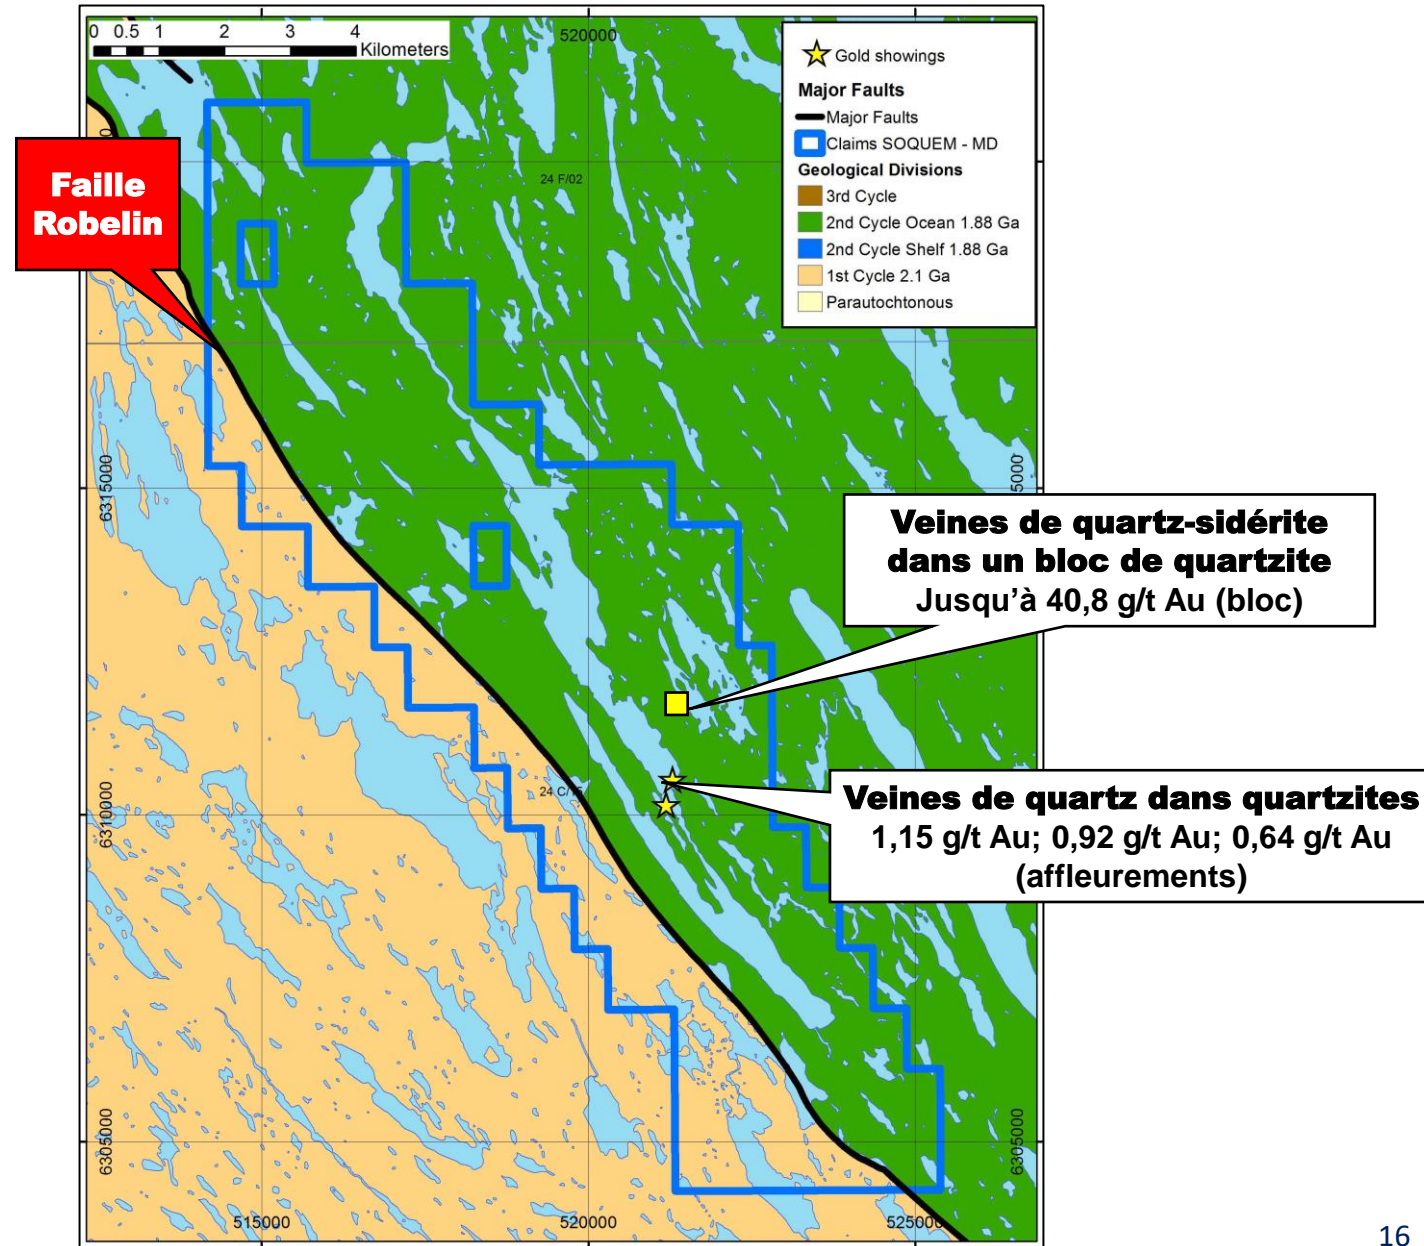 0 0.5 1 2 3 4
Kilometers
520000
Gold showings
Major Faults
Major Faults
Claims SOQUEM - MD
Geological Divisions
3rd Cycle
2nd Cycle Ocean 1.88 Ga
2nd Cycle Shelf 1.88 Ga
1st Cycle 2.1 Ga
Parautochtonous
24 F/02
Faille
Robelin
6315000
5000
Veines de quartz-sidérite
dans un bloc de quartzite
Jusqu'à 40,8 g/t Au (bloc)
6310000
Veines de quartz dans quartzites
1,15 g/t Au; 0,92 g/t Au; 0,64 g/t Au
(affleurements)
6305000
6305000
515000
520000
525000
16